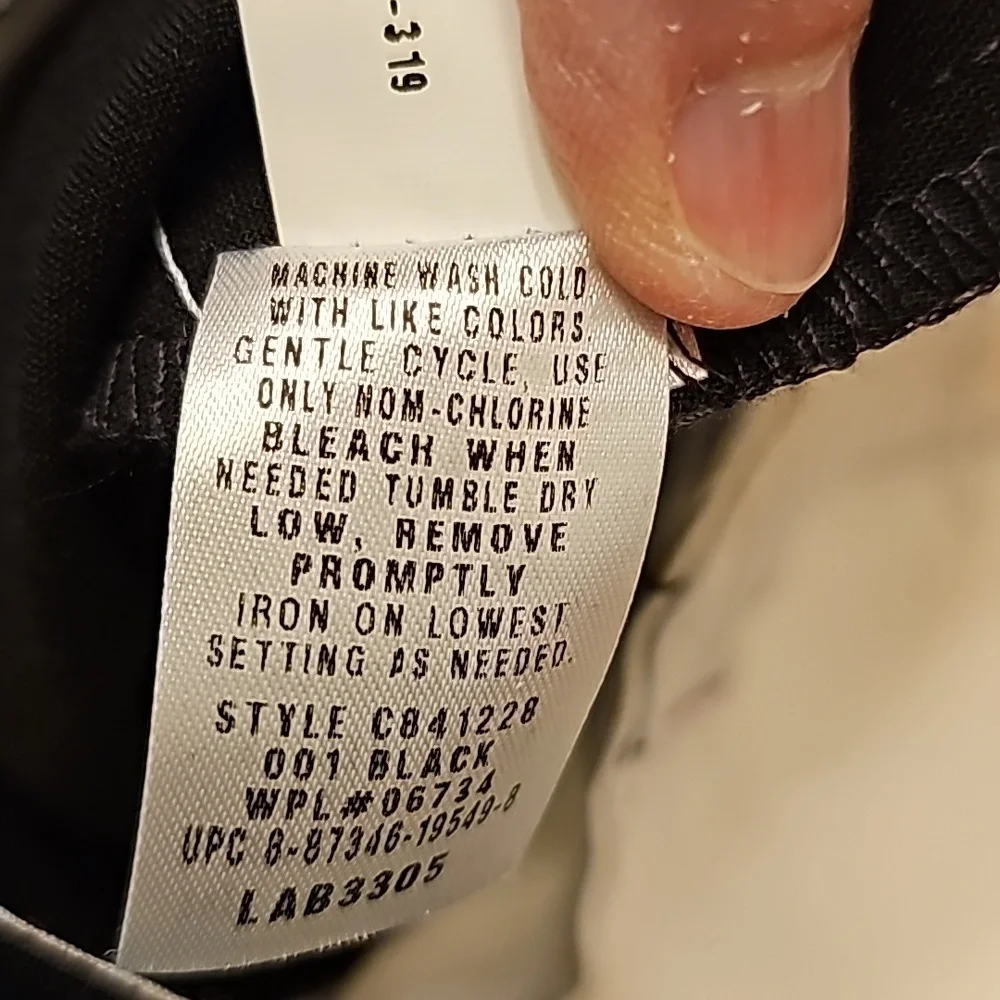 -319
MACHINE WASH COLD
WITH LIKE COLORS.
GENTLE CYCLE, USE
ONLY NON-CHLORINE
BLEACH WHEN
NEEDED TUMBLE DRY
LOW, REMOVE
PROMPTLY
IRON ON LOWEST
SETTING AS NEEDED.
STYLE C841228
001 BLACK
WPL#06734
UPC 8-87346-19549-8
LAB3305